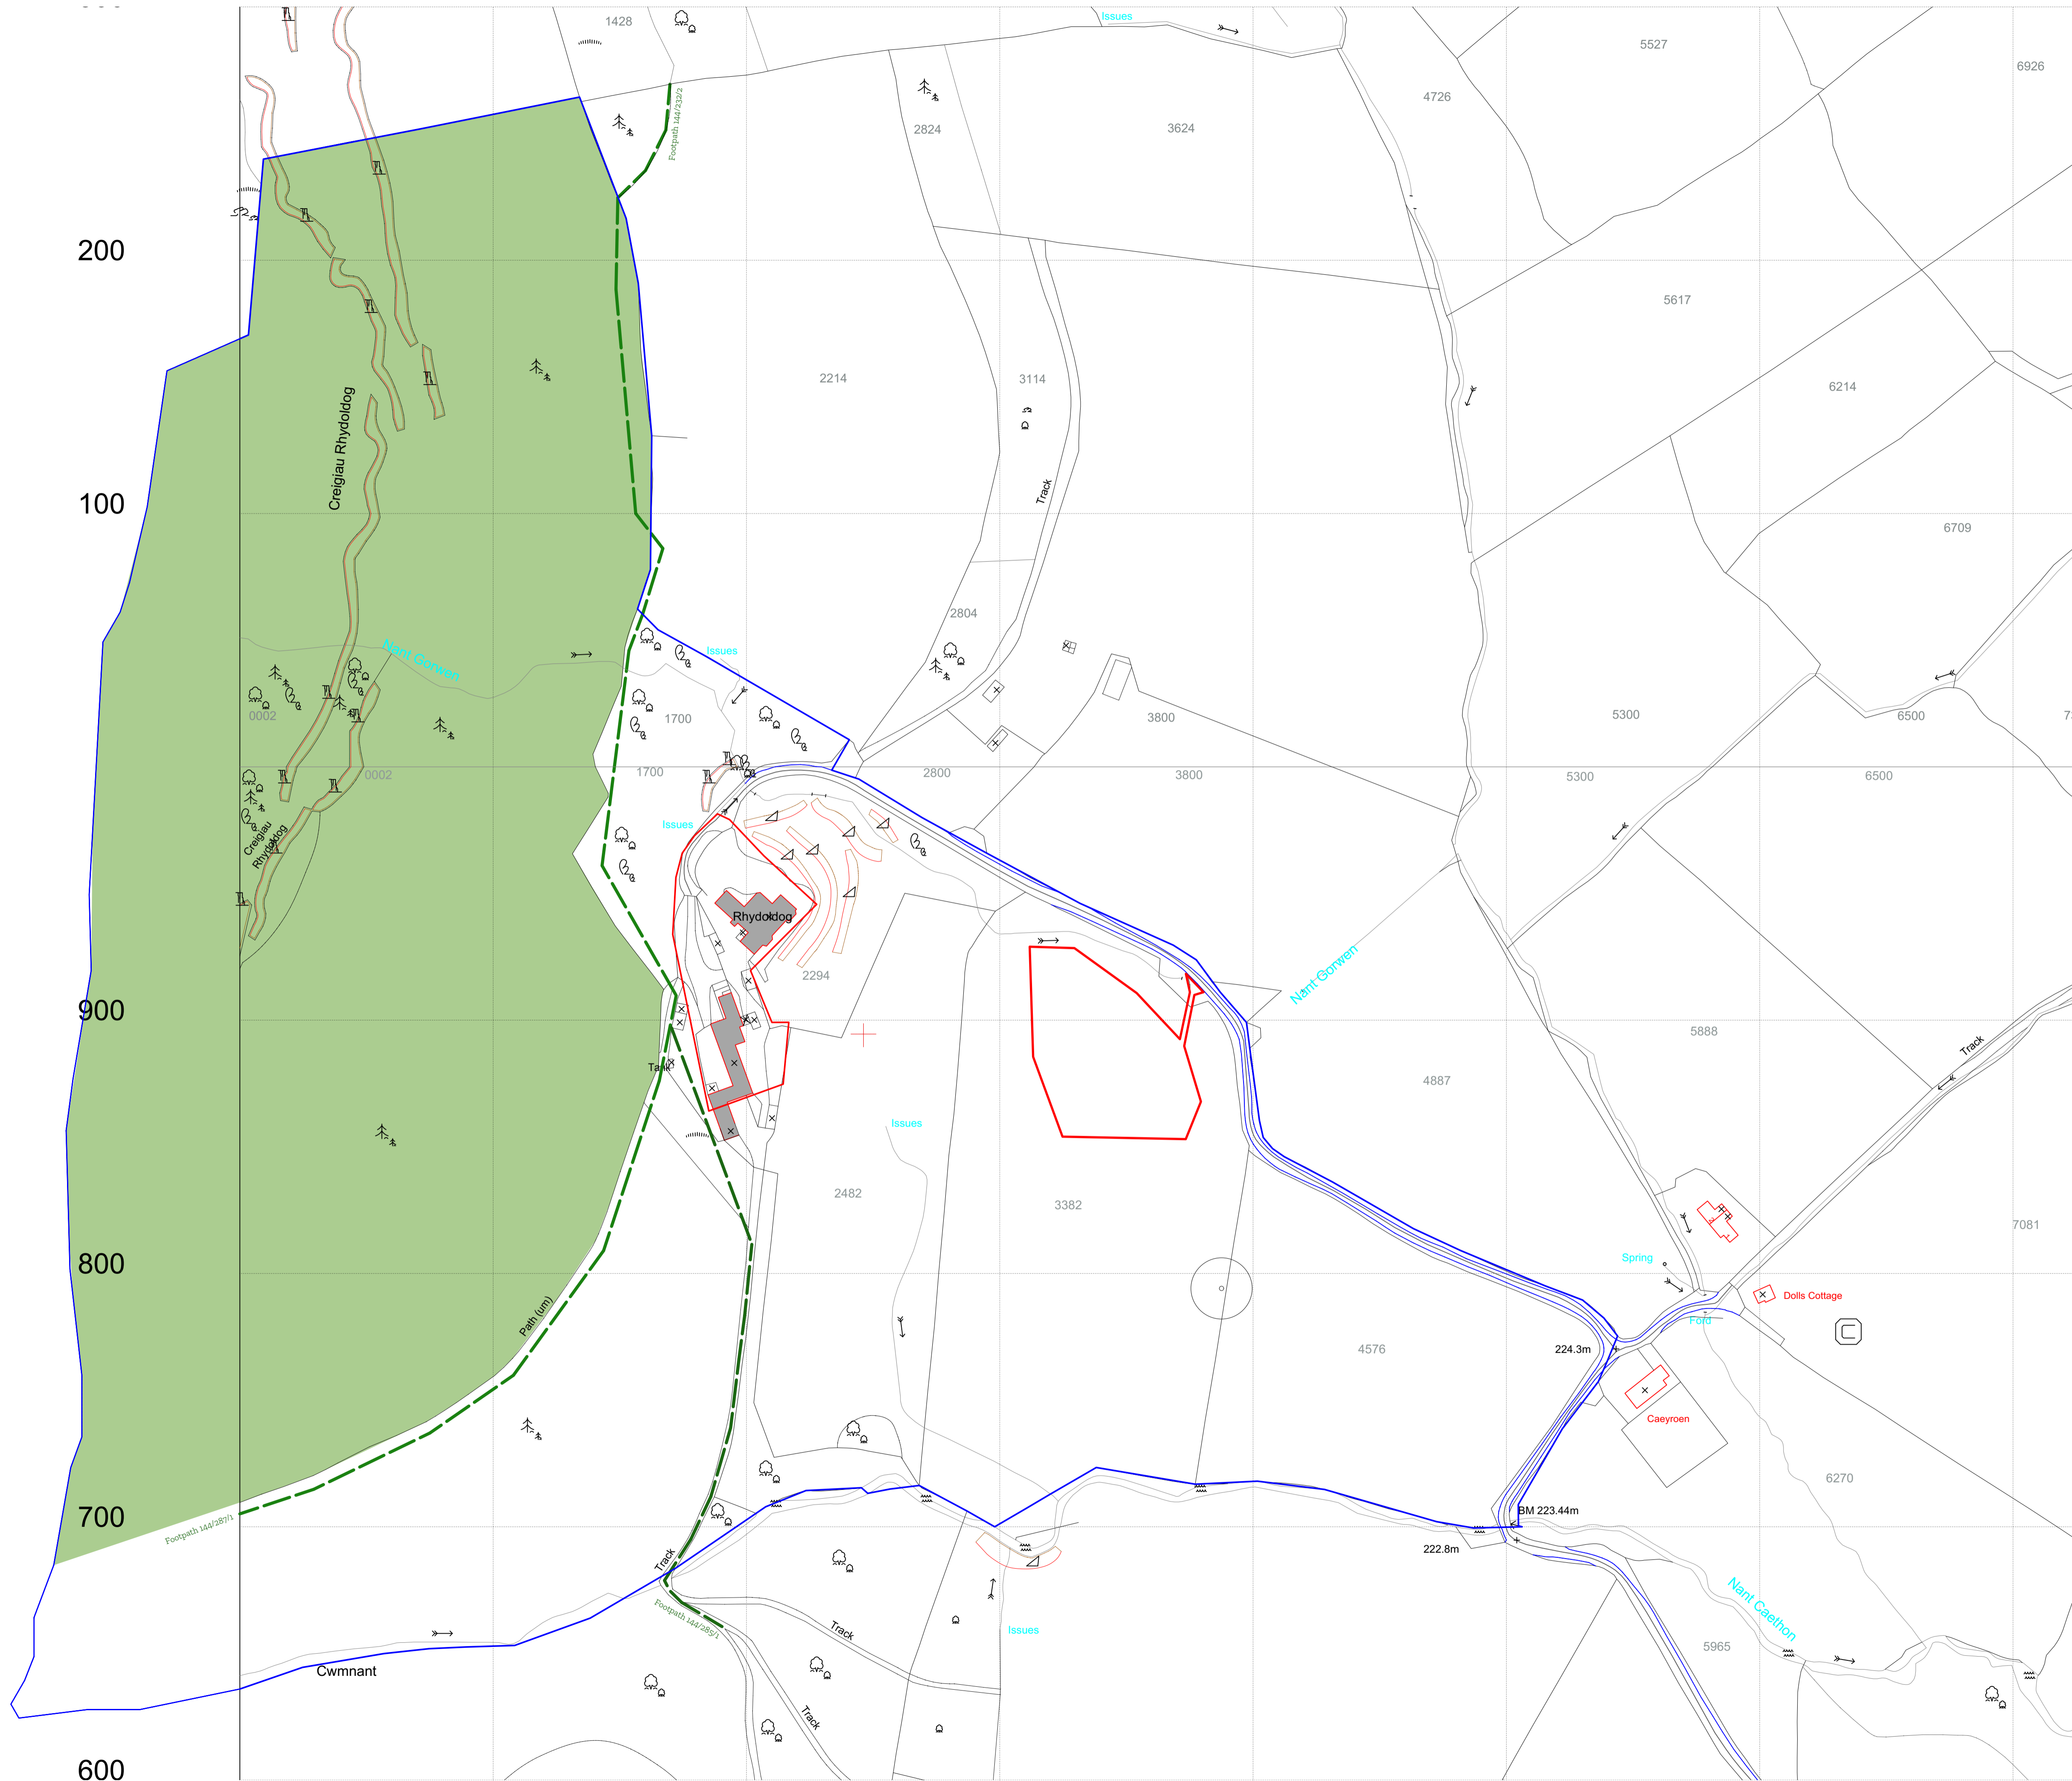 1428
Issues
5527
6926
4726
Footpath 144/232/2
2824
3624
200
5617
2214
3114
6214
Creigiau Rhydoldog
100
Track
6709
2804
Nant Gorwen
Issues
0002
1700
3800
5300
6500
0002
1700
2800
3800
5300
6500
Issues
Creigiau
Rhydoldog
Rhydoldog
2294
Nant Gorwen
900
5888
Track
Tank
4887
Issues
2482
3382
7081
800
Spring
Dolls Cottage
Path (um)
Ford
224.3m
4576
Caeyroen
6270
700
BM 223.44m
Footpath 144/287/1
222.8m
Track
Nant Caethon
Footpath 144/285/1
Track
Issues
5965
Cwmnant
Track
600